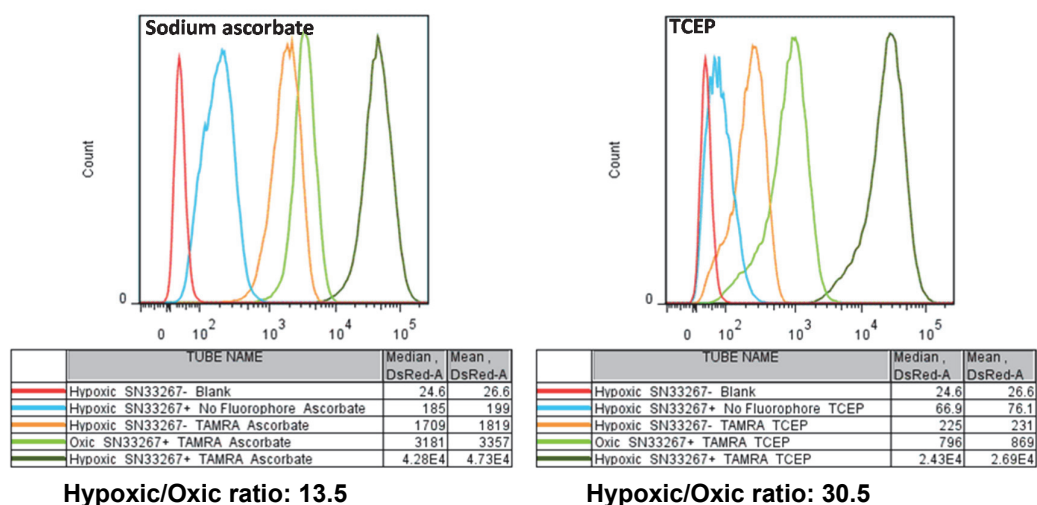 Sodium ascorbate
Count
0
0 10² 10³ 10⁴ 10⁵
TUBE NAME Median , DsRed-A Mean , DsRed-A
Hypoxic SN33267- Blank 24.6 26.6
Hypoxic SN33267+ No Fluorophore Ascorbate 185 199
Hypoxic SN33267- TAMRA Ascorbate 1709 1819
Oxic SN33267+ TAMRA Ascorbate 3181 3357
Hypoxic SN33267+ TAMRA Ascorbate 4.28E4 4.73E4
Hypoxic/Oxic ratio: 13.5
TCEP
Count
0
0 10² 10³ 10⁴ 10⁵
TUBE NAME Median , DsRed-A Mean , DsRed-A
Hypoxic SN33267- Blank 24.6 26.6
Hypoxic SN33267+ No Fluorophore TCEP 66.9 76.1
Hypoxic SN33267- TAMRA TCEP 225 231
Oxic SN33267+ TAMRA TCEP 796 869
Hypoxic SN33267+ TAMRA TCEP 2.43E4 2.69E4
Hypoxic/Oxic ratio: 30.5